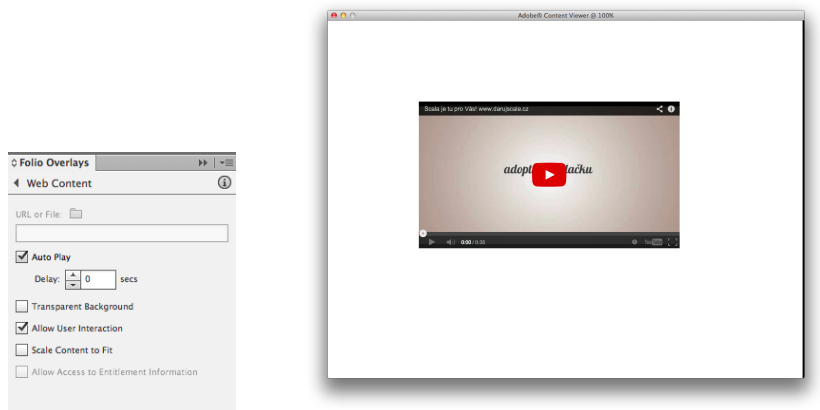 Folio Overlays
Web Content
URL or File:
Auto Play
Delay: 0 secs
Transparent Background
Allow User Interaction
Scale Content to Fit
Allow Access to Entitlement Information
Adobe® Content Viewer @ 100%
Scala je tu pro Vás! www.darujscale.cz
0:00